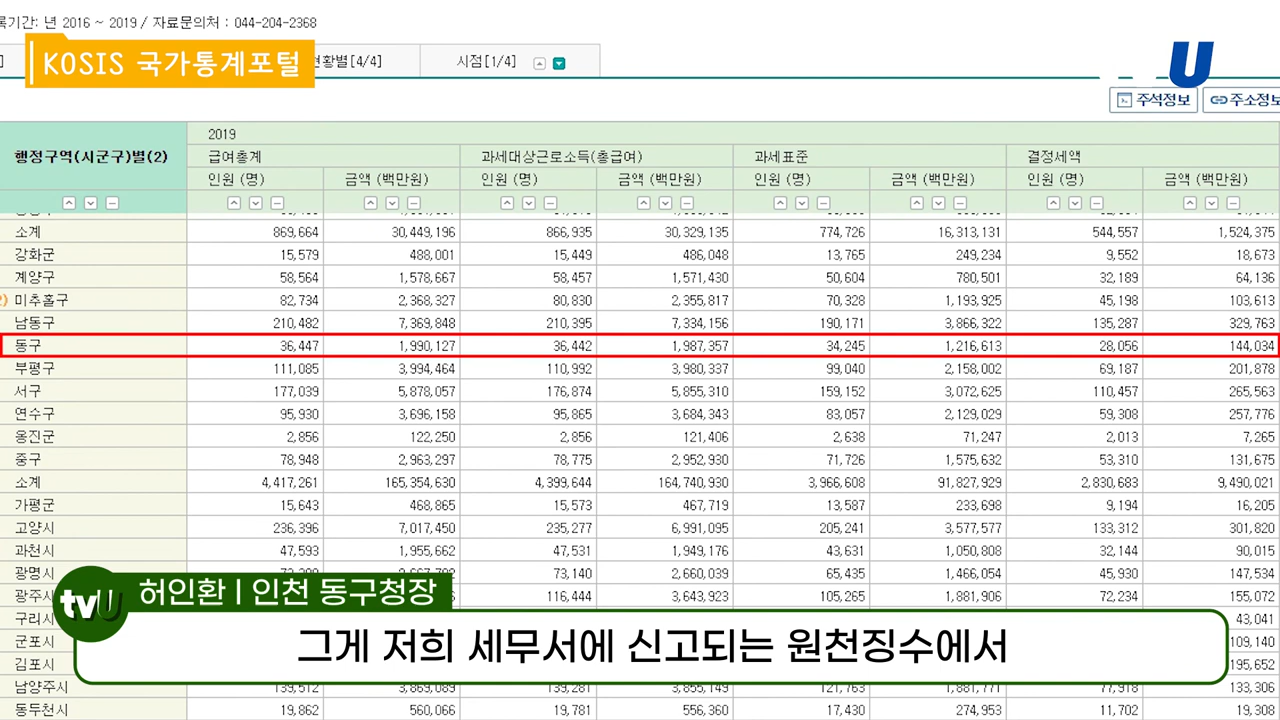 록기간: 년 2016 ~ 2019 / 자료문의처 : 044-204-2368
KOSIS 국가통계포털
현황별[4/4] 시점[1/4]
U
주석정보 주소정보
행정구역(시군구)별(2) 2019
급여총계 과세대상근로소득(총급여) 과세표준 결정세액
인원 (명) 금액 (백만원) 인원 (명) 금액 (백만원) 인원 (명) 금액 (백만원) 인원 (명) 금액 (백만원)
소계 869,664 30,449,196 866,935 30,329,135 774,726 16,313,131 544,557 1,524,375
강화군 15,579 488,001 15,449 486,048 13,765 249,234 9,552 18,673
계양구 58,564 1,578,667 58,457 1,571,430 50,604 780,501 32,189 64,136
미추홀구 82,734 2,368,327 80,830 2,355,817 70,328 1,193,925 45,198 103,613
남동구 210,482 7,369,848 210,395 7,334,156 190,171 3,866,322 135,287 329,763
동구 36,447 1,990,127 36,442 1,987,357 34,245 1,216,613 28,056 144,034
부평구 111,085 3,994,464 110,992 3,980,337 99,040 2,158,002 69,187 201,878
서구 177,039 5,878,057 176,874 5,855,310 159,152 3,072,625 110,457 265,563
연수구 95,930 3,696,158 95,865 3,684,343 83,057 2,129,029 59,308 257,776
옹진군 2,856 122,250 2,856 121,406 2,638 71,247 2,013 7,265
중구 78,948 2,963,297 78,775 2,952,930 71,726 1,575,632 53,310 131,675
소계 4,417,261 165,354,630 4,399,644 164,740,930 3,966,608 91,827,929 2,830,683 9,490,021
가평군 15,643 468,865 15,573 467,719 13,587 233,698 9,194 16,205
고양시 236,396 7,017,450 235,277 6,991,095 205,241 3,577,577 133,312 301,820
과천시 47,593 1,955,662 47,531 1,949,176 43,631 1,050,808 32,144 90,015
광명시 73,140 2,660,039 65,435 1,466,054 45,930 147,534
광주시 116,444 3,643,923 105,265 1,881,906 72,234 155,072
tvU 허인환 | 인천 동구청장
구리시 43,041
군포시 109,140
그게 저희 세무서에 신고되는 원천징수에서
김포시 195,652
남양주시 139,512 3,869,089 139,281 3,855,149 121,763 1,881,771 77,918 133,306
동두천시 19,862 560,066 19,781 556,360 17,430 274,953 11,702 19,308